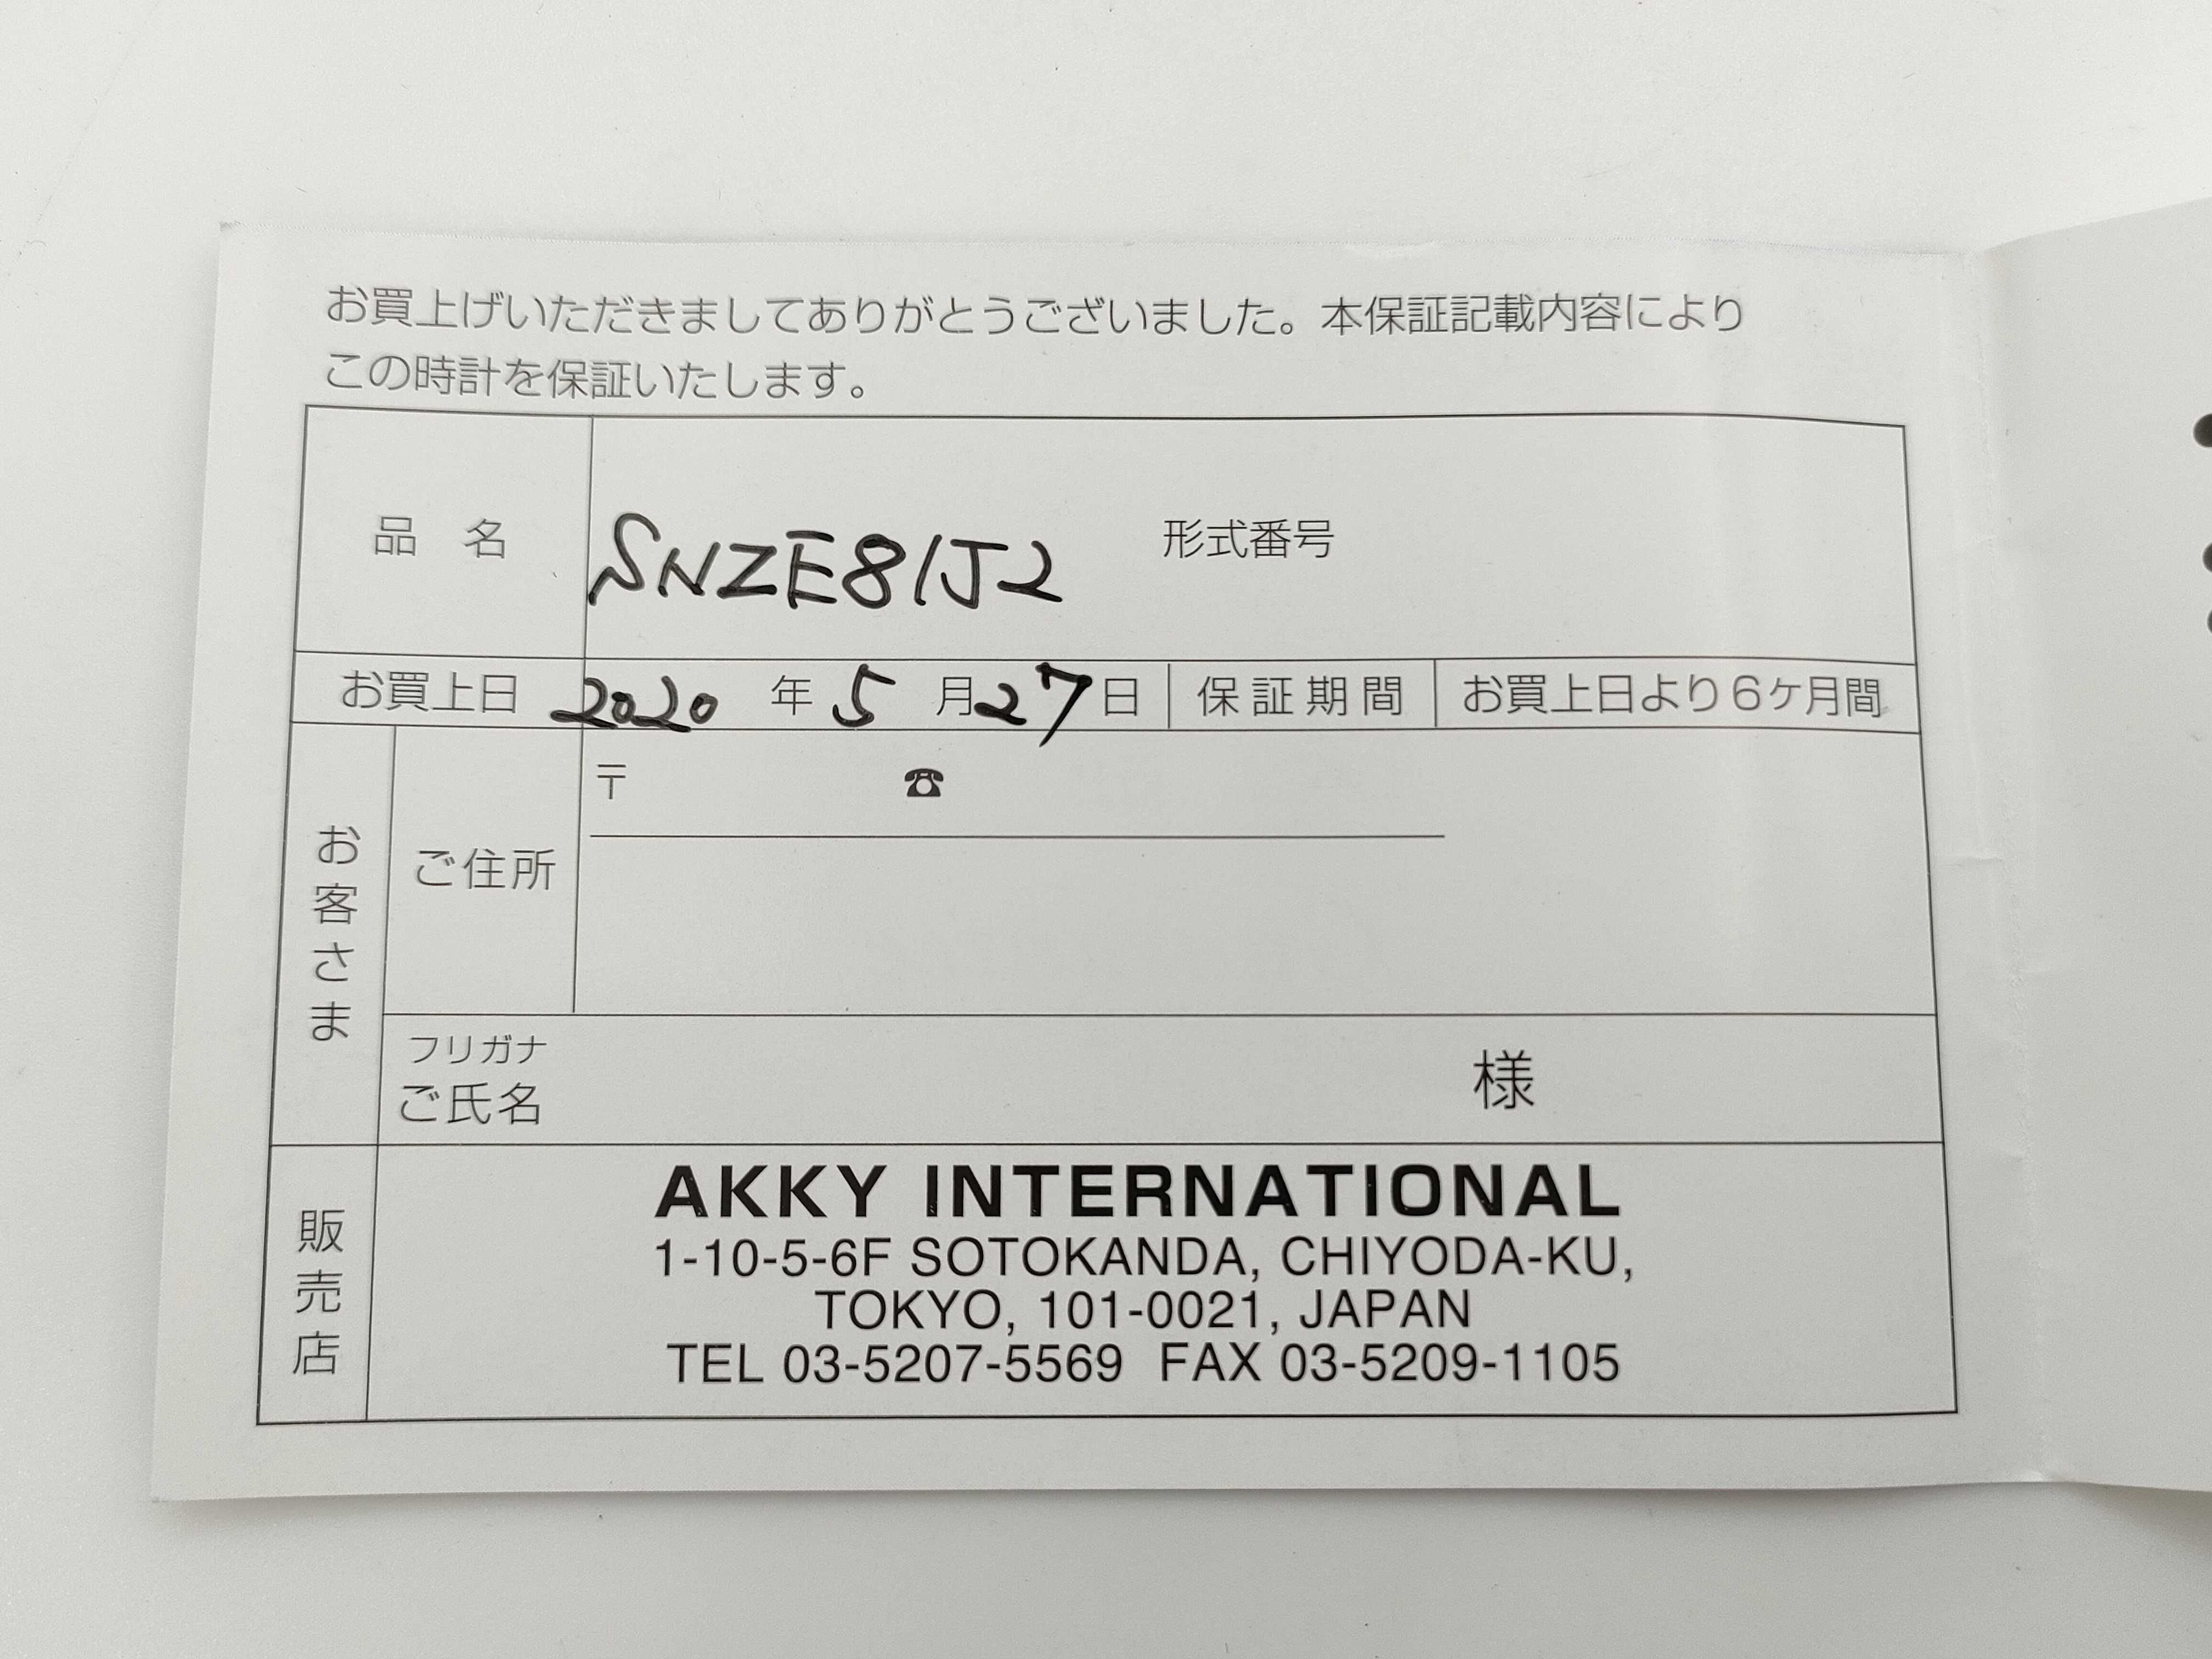 お買上げいただきましてありがとうございました。本保証記載内容により
この時計を保証いたします。
品 名 SNZE81J2 形式番号
お買上日 2020 年 5 月 27 日 保証期間 お買上日より6ケ月間
お客さま
ご住所
〒 ☎
フリガナ
ご氏名 様
販売店
AKKY INTERNATIONAL
1-10-5-6F SOTOKANDA, CHIYODA-KU,
TOKYO, 101-0021, JAPAN
TEL 03-5207-5569 FAX 03-5209-1105